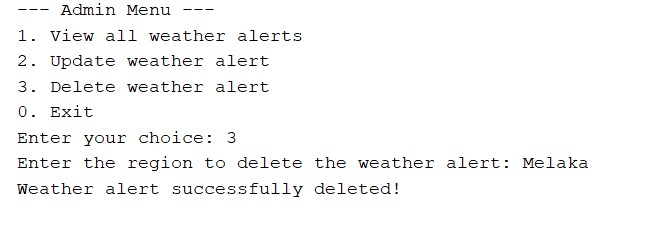 --- Admin Menu ---
1. View all weather alerts
2. Update weather alert
3. Delete weather alert
0. Exit
Enter your choice: 3
Enter the region to delete the weather alert: Melaka
Weather alert successfully deleted!